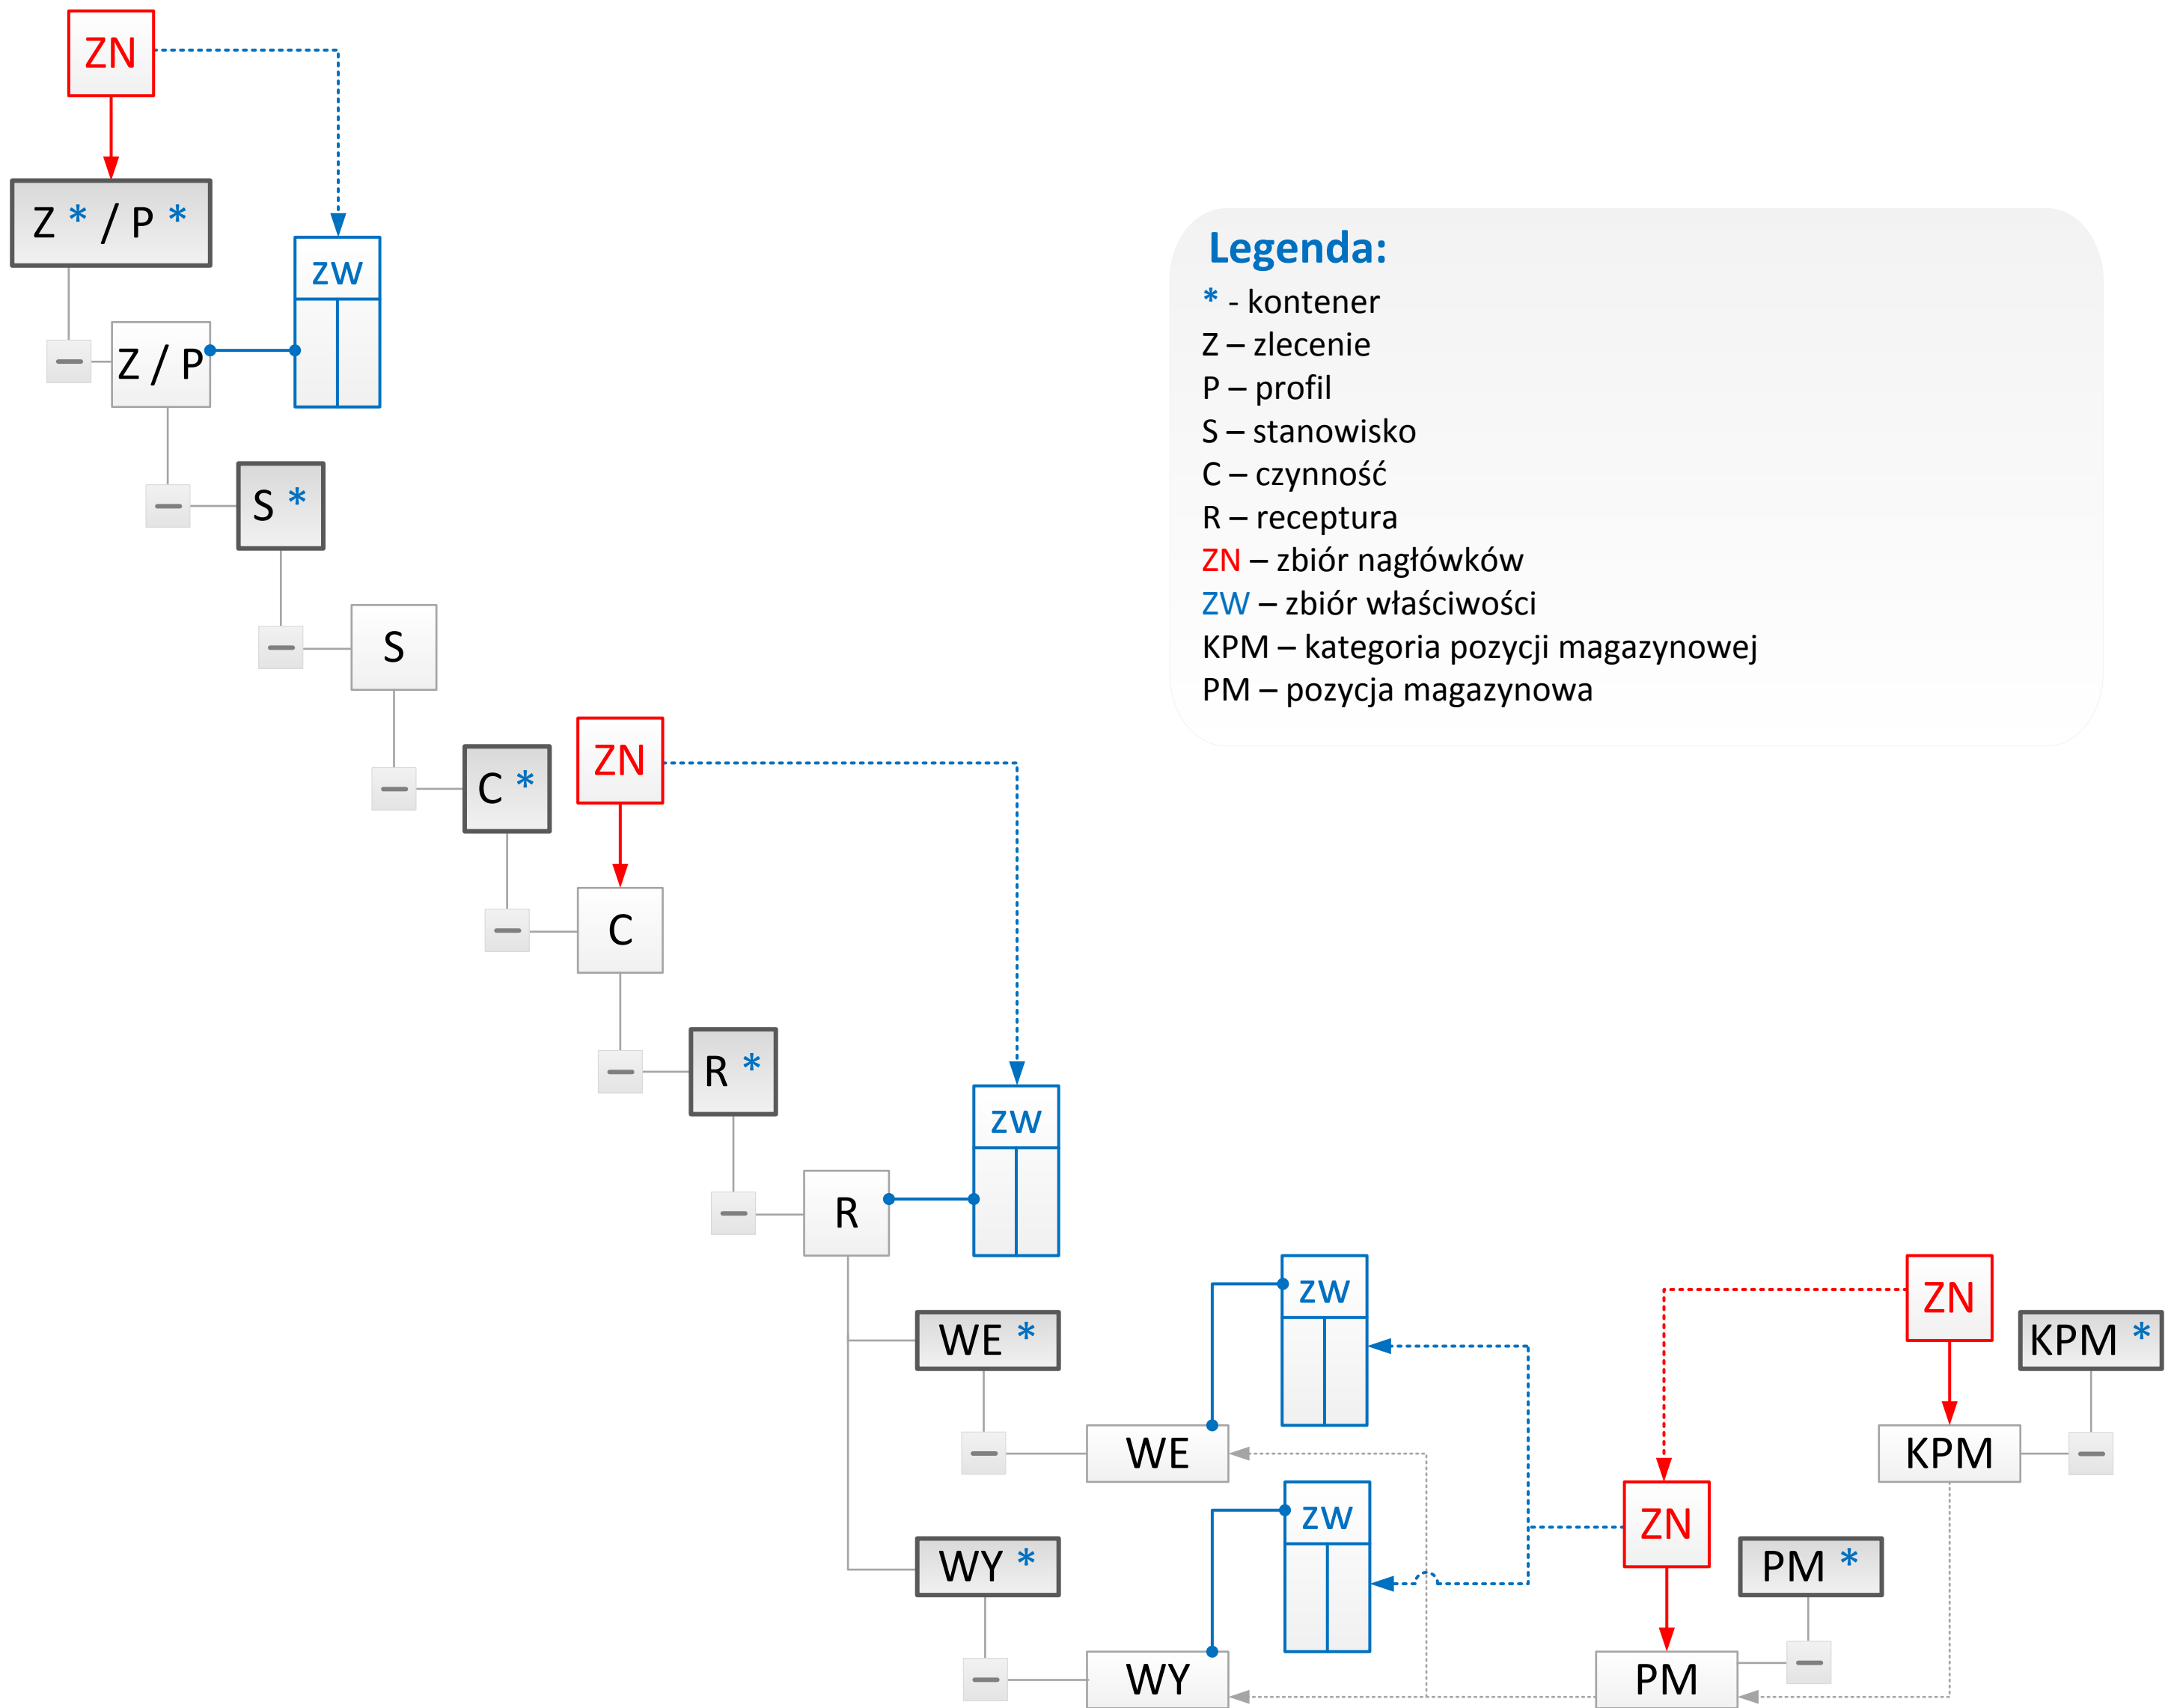 ZN
Z * / P *
ZW
Z / P
Legenda:
* - kontener
Z – zlecenie
P – profil
S – stanowisko
C – czynność
R – receptura
ZN – zbiór nagłówków
ZW – zbiór właściwości
KPM – kategoria pozycji magazynowej
PM – pozycja magazynowa
S *
S
ZN
C *
C
R *
ZW
R
ZW
ZN
WE *
KPM *
WE
KPM
ZW
ZN
WY *
PM *
WY
PM